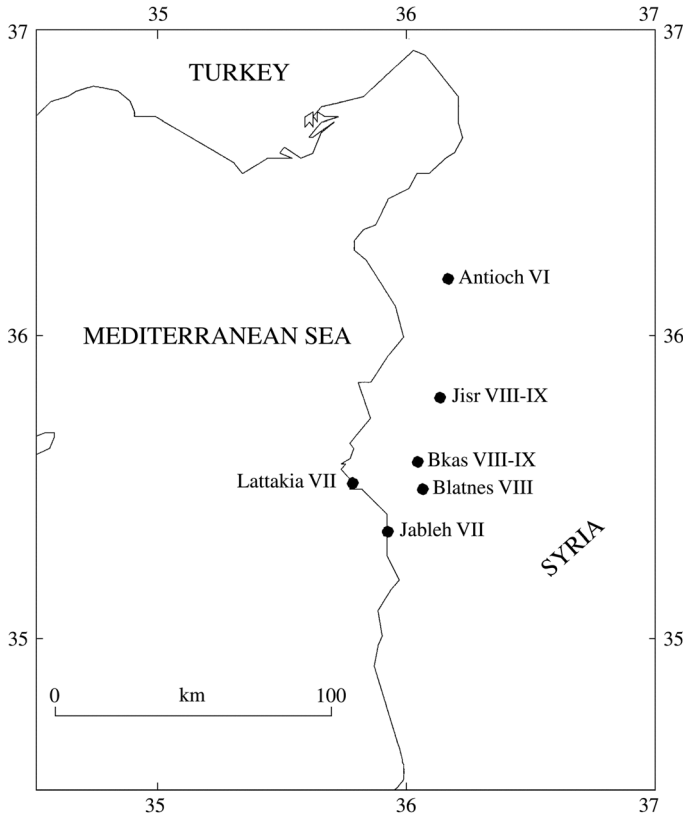 35 36 37
37 37
TURKEY
Antioch VI
36 MEDITERRANEAN SEA 36
Jisr VIII-IX
Bkas VIII-IX
Lattakia VII
Blatnes VIII
Jableh VII
SYRIA
35 35
0 km 100
35 36 37